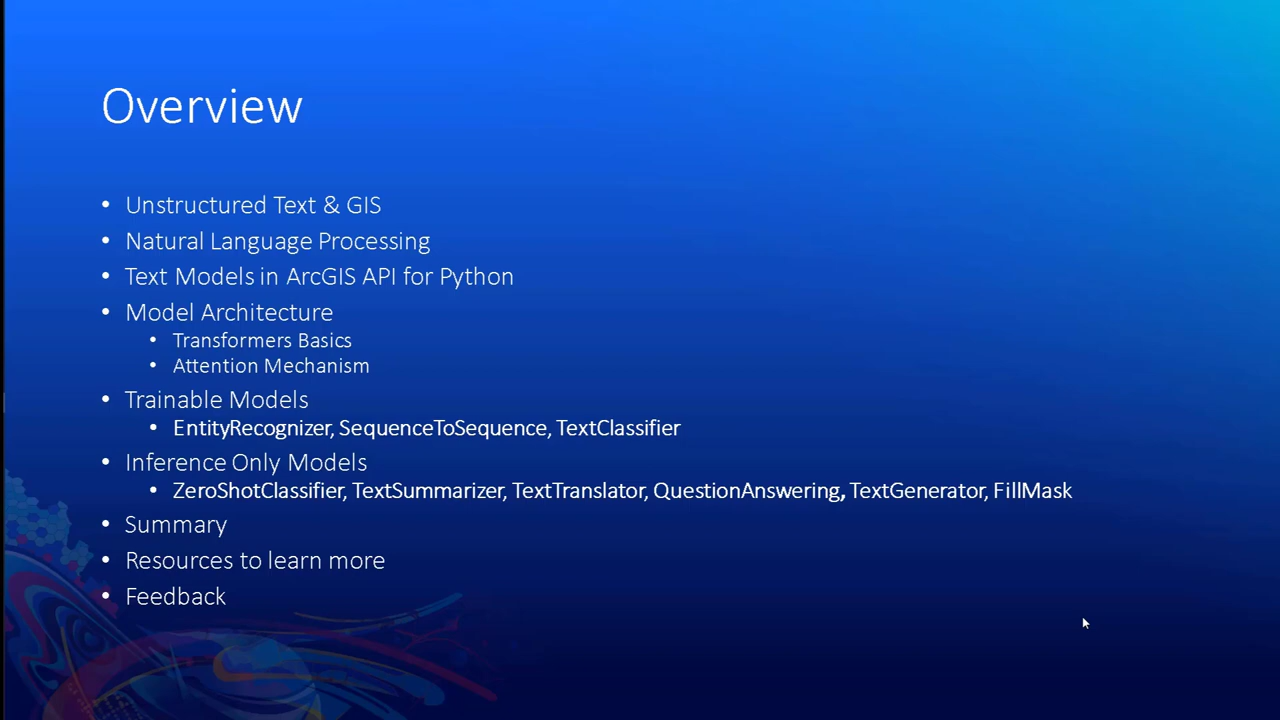 Overview
• Unstructured Text & GIS
• Natural Language Processing
• Text Models in ArcGIS API for Python
• Model Architecture
• Transformers Basics
• Attention Mechanism
• Trainable Models
• EntityRecognizer, SequenceToSequence, TextClassifier
• Inference Only Models
• ZeroShotClassifier, TextSummarizer, TextTranslator, QuestionAnswering, TextGenerator, FillMask
• Summary
• Resources to learn more
• Feedback